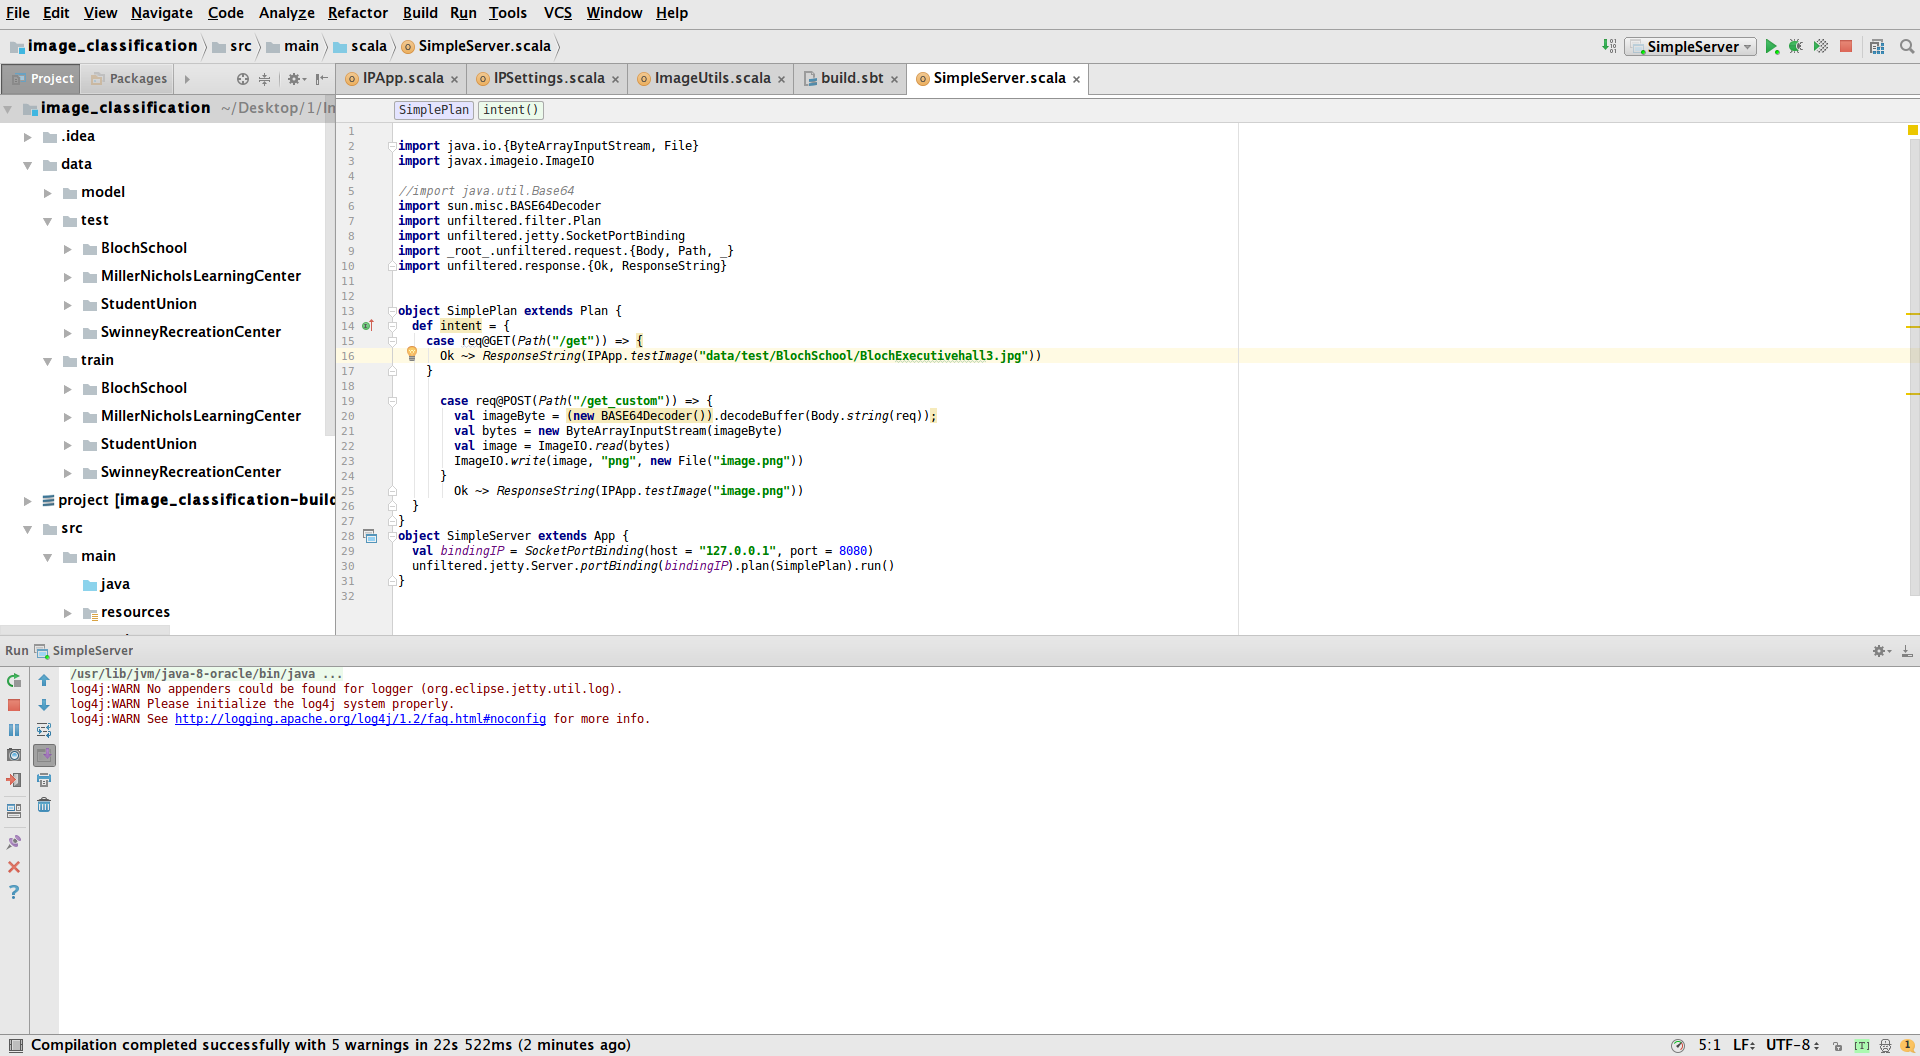 File Edit View Navigate Code Analyze Refactor Build Run Tools VCS Window Help
image_classification src main scala SimpleServer.scala
SimpleServer
Project Packages
IPApp.scala IPSettings.scala ImageUtils.scala build.sbt SimpleServer.scala
image_classification ~/Desktop/1/In
.idea
data
model
test
BlochSchool
MillerNicholsLearningCenter
StudentUnion
SwinneyRecreationCenter
train
BlochSchool
MillerNicholsLearningCenter
StudentUnion
SwinneyRecreationCenter
project [image_classification-build
src
main
java
resources
SimplePlan intent()
1
2 import java.io.{ByteArrayInputStream, File}
3 import javax.imageio.ImageIO
4
5 //import java.util.Base64
6 import sun.misc.BASE64Decoder
7 import unfiltered.filter.Plan
8 import unfiltered.jetty.SocketPortBinding
9 import _root_.unfiltered.request.{Body, Path, _}
10 import unfiltered.response.{Ok, ResponseString}
11
12
13 object SimplePlan extends Plan {
14 def intent = {
15 case req@GET(Path("/get")) => {
16 Ok ~> ResponseString(IPApp.testImage("data/test/BlochSchool/BlochExecutivehall3.jpg"))
17 }
18
19 case req@POST(Path("/get_custom")) => {
20 val imageByte = (new BASE64Decoder()).decodeBuffer(Body.string(req));
21 val bytes = new ByteArrayInputStream(imageByte)
22 val image = ImageIO.read(bytes)
23 ImageIO.write(image, "png", new File("image.png"))
24 }
25 Ok ~> ResponseString(IPApp.testImage("image.png"))
26 }
27 }
28 object SimpleServer extends App {
29 val bindingIP = SocketPortBinding(host = "127.0.0.1", port = 8080)
30 unfiltered.jetty.Server.portBinding(bindingIP).plan(SimplePlan).run()
31 }
32
Run SimpleServer
/usr/lib/jvm/java-8-oracle/bin/java ...
log4j:WARN No appenders could be found for logger (org.eclipse.jetty.util.log).
log4j:WARN Please initialize the log4j system properly.
log4j:WARN See http://logging.apache.org/log4j/1.2/faq.html#noconfig for more info.
Compilation completed successfully with 5 warnings in 22s 522ms (2 minutes ago)
5:1 LF UTF-8 [T] 1